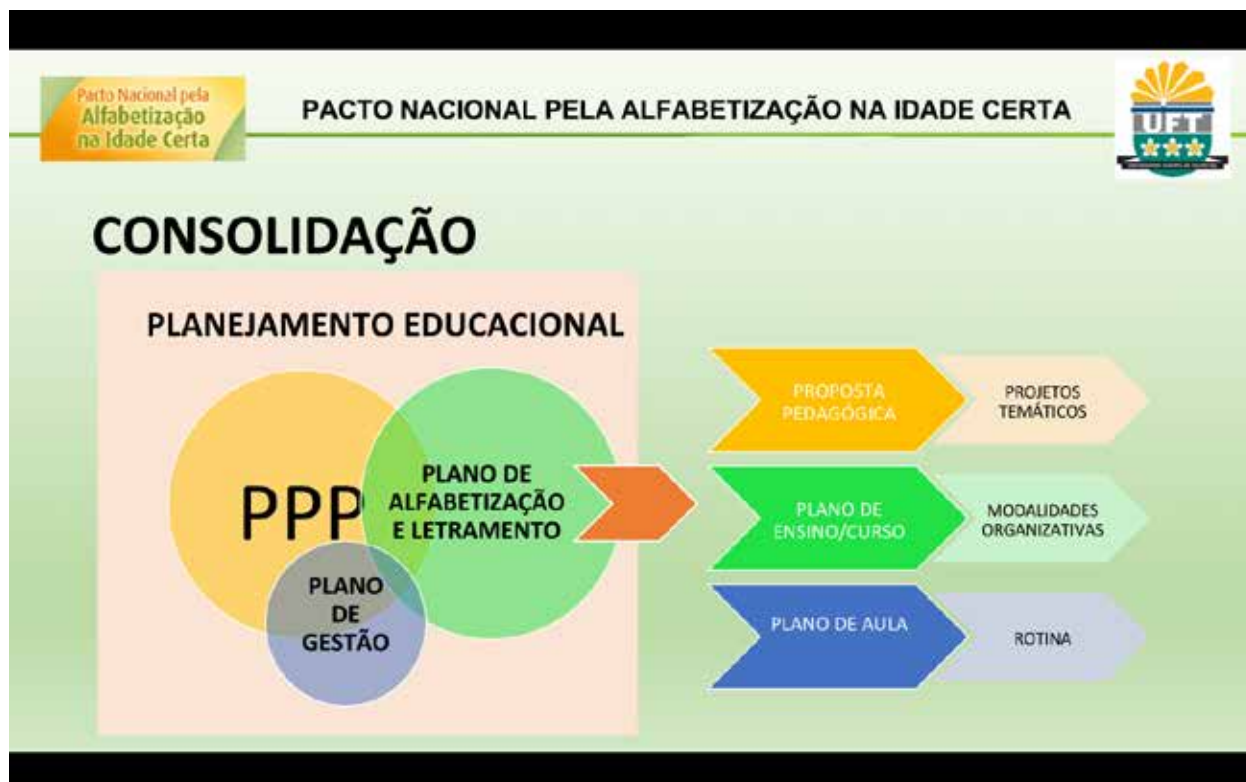 Pacto Nacional pela
Alfabetização
na Idade Certa
PACTO NACIONAL PELA ALFABETIZAÇÃO NA IDADE CERTA
UFT
CONSOLIDAÇÃO
PLANEJAMENTO EDUCACIONAL
PPP
PLANO DE
ALFABETIZAÇÃO
E LETRAMENTO
PLANO
DE
GESTÃO
PROPOSTA
PEDAGÓGICA
PROJETOS
TEMÁTICOS
PLANO DE
ENSINO/CURSO
MODALIDADES
ORGANIZATIVAS
PLANO DE AULA
ROTINA